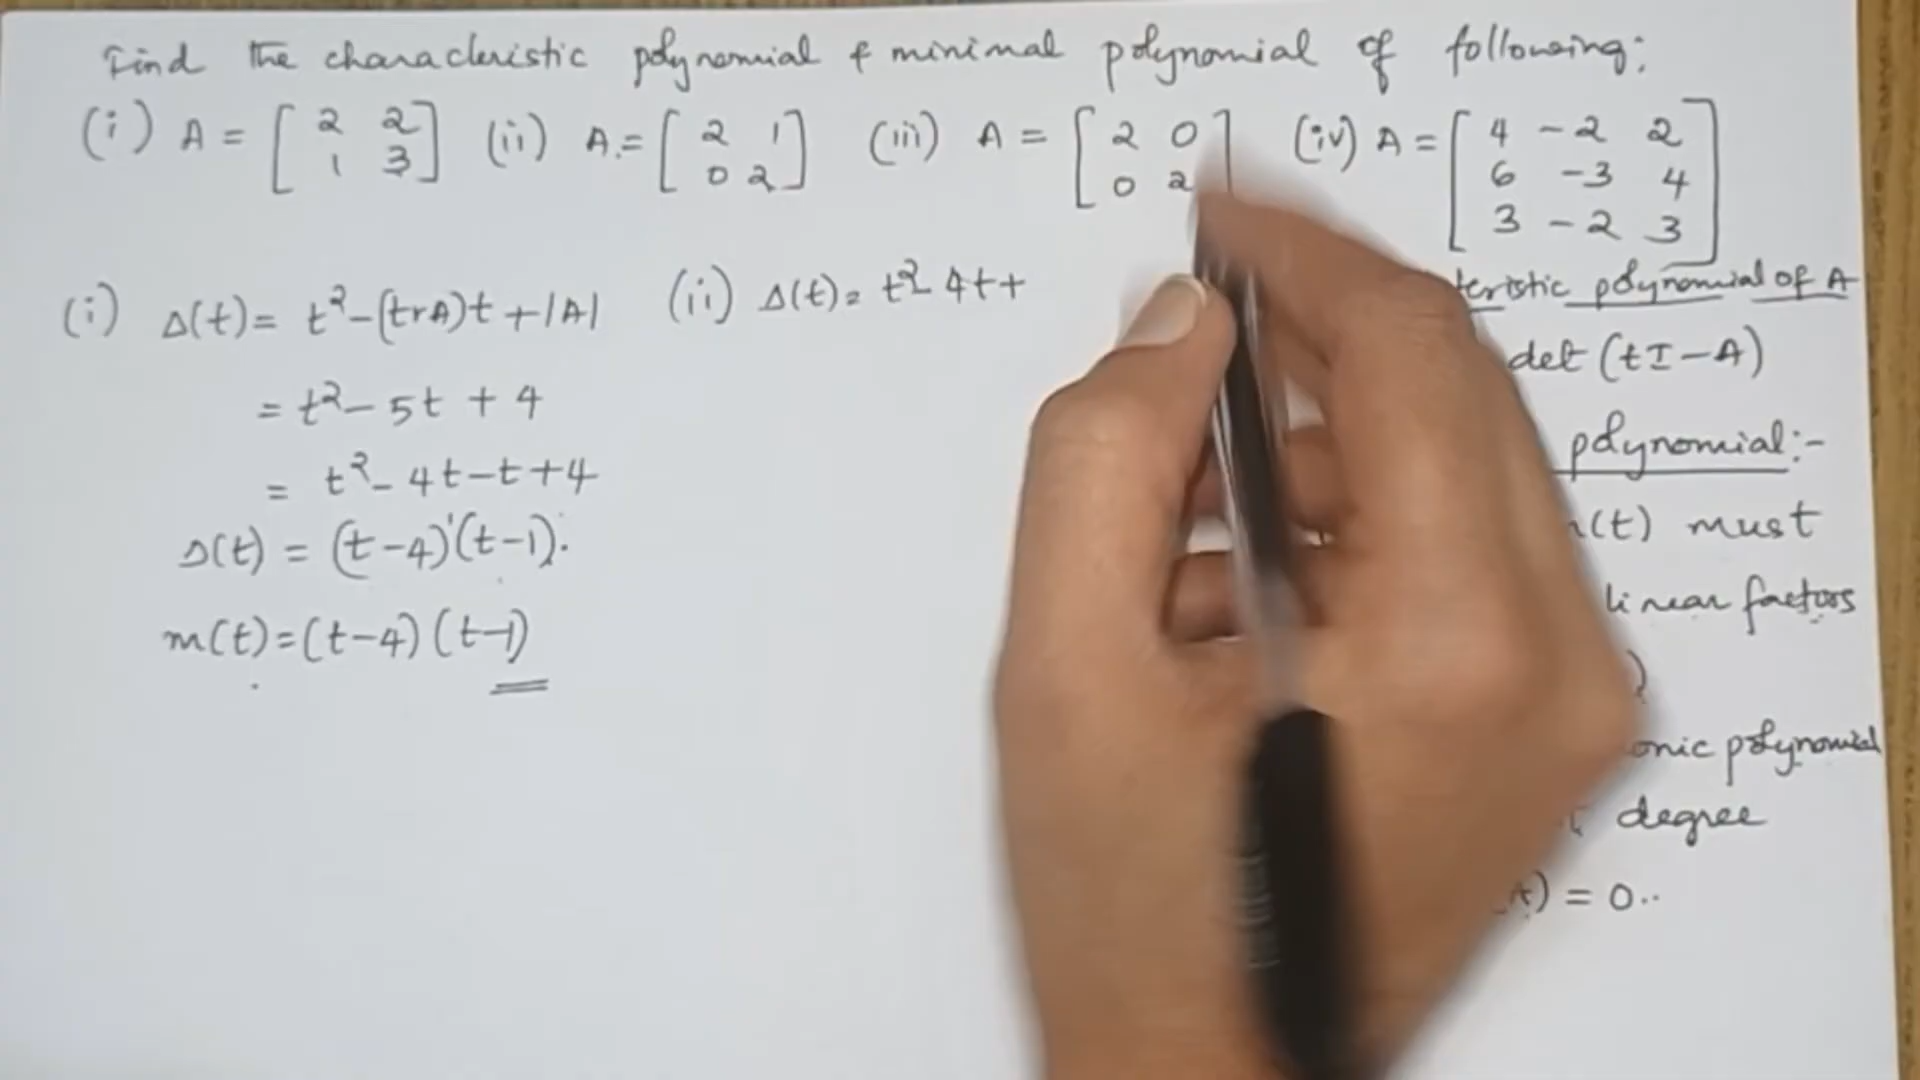 Find the characteristic polynomial & minimal polynomial of following:
(i) A = [ 2 2 (ii) A = [ 2 1 (iii) A = [ 2 0 (iv) A = [ 4 -2 2
1 3 ] 0 2 ] 0 2 ] 6 -3 4
3 -2 3 ]
(i) Δ(t) = t² - (trA)t + |A|
= t² - 5t + 4
= t² - 4t - t + 4
Δ(t) = (t-4)'(t-1).
m(t) = (t-4)(t-1)
(ii) Δ(t) = t² - 4t +
teristic polynomial of A
det (tI - A)
polynomial:-
(t) must
linear factors
)
onic polynomial
degree
A) = 0..